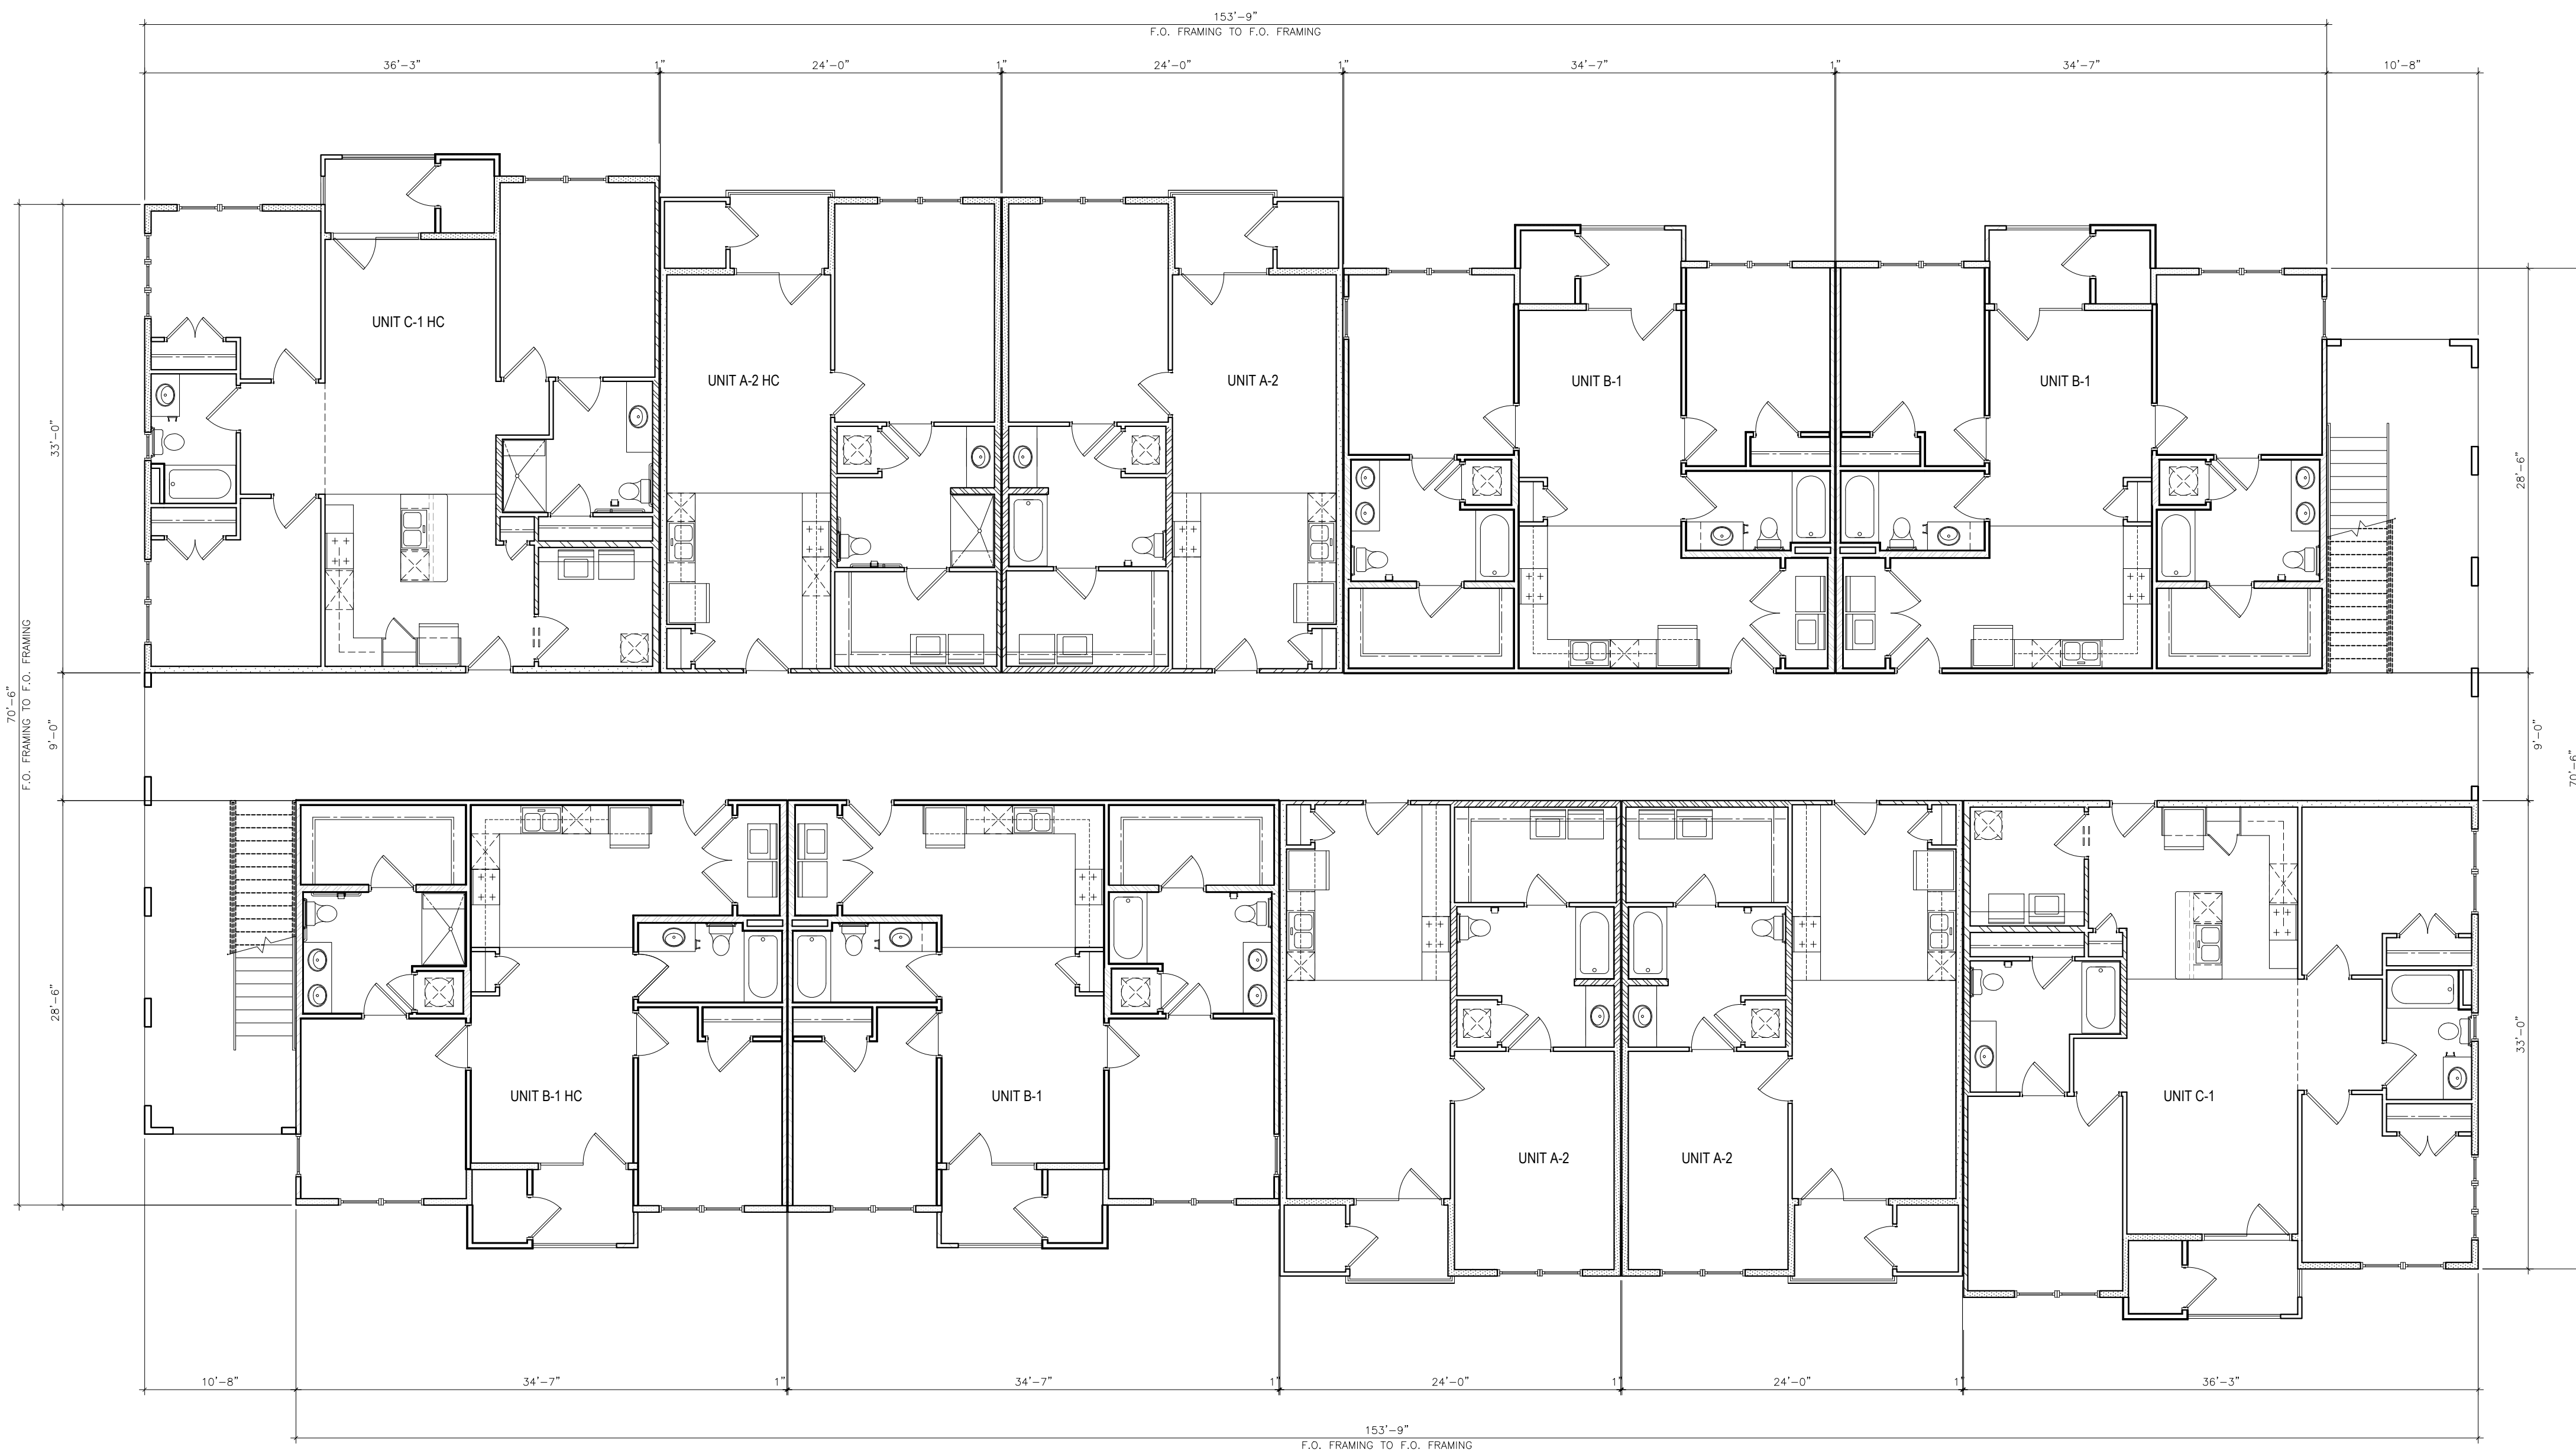 153'-9"
F.O. FRAMING TO F.O. FRAMING
36'-3"
1"
24'-0"
1"
24'-0"
1"
34'-7"
1"
34'-7"
10'-8"
UNIT C-1 HC
UNIT A-2 HC
UNIT A-2
UNIT B-1
UNIT B-1
33'-0"
28'-6"
70'-6"
F.O. FRAMING TO F.O. FRAMING
9'-0"
9'-0"
70'-6"
28'-6"
33'-0"
UNIT B-1 HC
UNIT B-1
UNIT A-2
UNIT A-2
UNIT C-1
10'-8"
34'-7"
1"
34'-7"
1"
24'-0"
1"
24'-0"
1"
36'-3"
153'-9"
F.O. FRAMING TO F.O. FRAMING